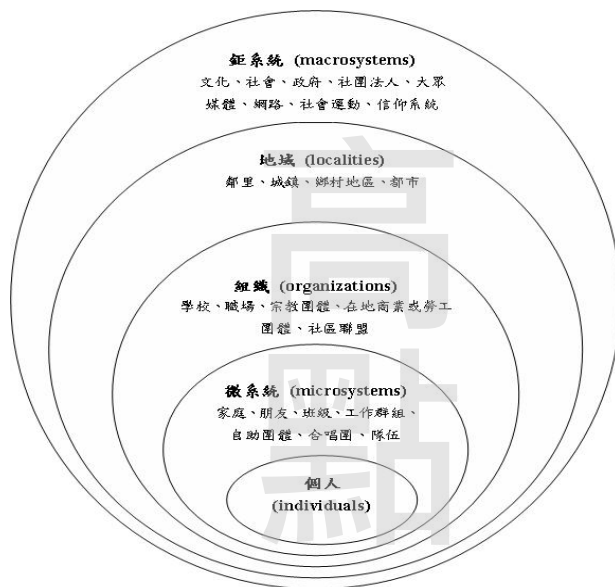 鉅系統 (macrosystems)
文化、社會、政府、社團法人、大眾
媒體、網路、社會運動、信仰系統
地域 (localities)
鄰里、城鎮、鄉村地區、都市
組織 (organizations)
學校、職場、宗教團體、在地商業或勞工
團體、社區聯盟
微系統 (microsystems)
家庭、朋友、班級、工作群組、
自助團體、合唱團、隊伍
個人
(individuals)
高
點